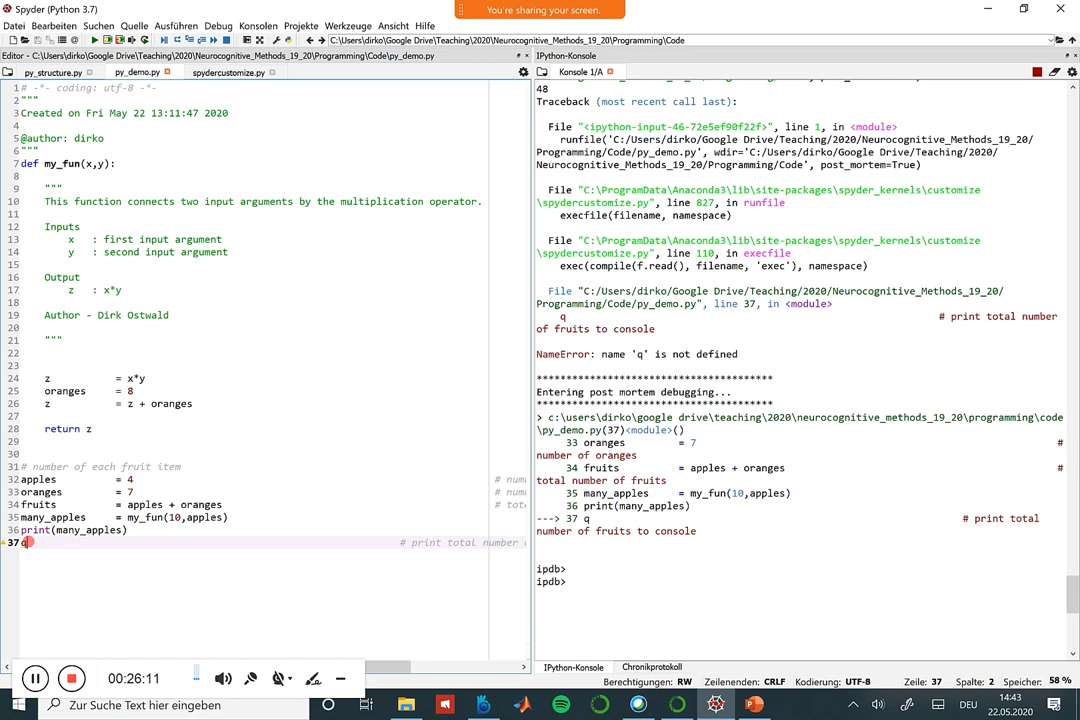 Spyder (Python 3.7)
You're sharing your screen.
Datei Bearbeiten Suchen Quelle Ausführen Debug Konsolen Projekte Werkzeuge Ansicht Hilfe
C:\Users\dirko\Google Drive\Teaching\2020\Neurocognitive_Methods_19_20\Programming\Code
Editor - C:\Users\dirko\Google Drive\Teaching\2020\Neurocognitive_Methods_19_20\Programming\Code\py_demo.py
py_structure.py
py_demo.py
spydercustomize.py
1 # -*- coding: utf-8 -*-
2 """
3 Created on Fri May 22 13:11:47 2020
4
5 @author: dirko
6 """
7 def my_fun(x,y):
8
9 """
10 This function connects two input arguments by the multiplication operator.
11
12 Inputs
13 x : first input argument
14 y : second input argument
15
16 Output
17 z : x*y
18
19 Author - Dirk Ostwald
20
21 """
22
23
24 z = x*y
25 oranges = 8
26 z = z + oranges
27
28 return z
29
30
31 # number of each fruit item
32 apples = 4 # num
33 oranges = 7 # num
34 fruits = apples + oranges # tot
35 many_apples = my_fun(10,apples)
36 print(many_apples)
37 q # print total number
IPython-Konsole
Konsole 1/A
48
Traceback (most recent call last):
File "<ipython-input-46-72e5ef90f22f>", line 1, in <module>
runfile('C:/Users/dirko/Google Drive/Teaching/2020/Neurocognitive_Methods_19_20/
Programming/Code/py_demo.py', wdir='C:/Users/dirko/Google Drive/Teaching/2020/
Neurocognitive_Methods_19_20/Programming/Code', post_mortem=True)
File "C:\ProgramData\Anaconda3\lib\site-packages\spyder_kernels\customize
\spydercustomize.py", line 827, in runfile
execfile(filename, namespace)
File "C:\ProgramData\Anaconda3\lib\site-packages\spyder_kernels\customize
\spydercustomize.py", line 110, in execfile
exec(compile(f.read(), filename, 'exec'), namespace)
File "C:/Users/dirko/Google Drive/Teaching/2020/Neurocognitive_Methods_19_20/
Programming/Code/py_demo.py", line 37, in <module>
q # print total number
of fruits to console
NameError: name 'q' is not defined
****************************************
Entering post mortem debugging...
****************************************
> c:\users\dirko\google drive\teaching\2020\neurocognitive_methods_19_20\programming\code
\py_demo.py(37)<module>()
33 oranges = 7 #
number of oranges
34 fruits = apples + oranges #
total number of fruits
35 many_apples = my_fun(10,apples)
36 print(many_apples)
---> 37 q # print total
number of fruits to console
ipdb>
ipdb>
IPython-Konsole Chronikprotokoll
Berechtigungen: RW Zeilenenden: CRLF Kodierung: UTF-8 Zeile: 37 Spalte: 2 Speicher: 58 %
00:26:11
Zur Suche Text hier eingeben
DEU
14:43
22.05.2020